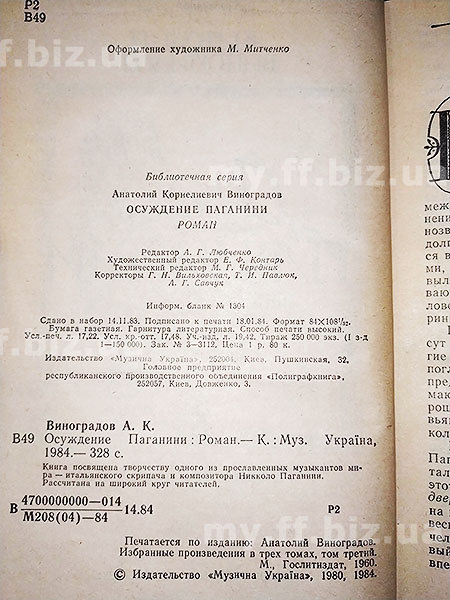 Р2
В49
Оформление художника М. Митченко
Библиотечная серия
Анатолий Корнелиевич Виноградов
ОСУЖДЕНИЕ ПАГАНИНИ
РОМАН
Редактор А. Г. Любченко
Художественный редактор Е. Ф. Контарь
Технический редактор М. Г. Чередник
Корректоры Г. Н. Вильховская, Т. И. Павлюк,
А. Г. Савчук
Информ. бланк № 1304
Сдано в набор 14.11.83. Подписано к печати 18.01.84. Формат 84×108¹/₃₂.
Бумага газетная. Гарнитура литературная. Способ печати высокий.
Усл.-печ. л. 17,22. Усл. кр.-отт. 17,48. Уч.-изд. л. 19,42. Тираж 250 000 экз. (I з-д
1—150 000). Зак. № 3—3112. Цена 1 р. 80 к.
Издательство «Музична Україна», 252004, Киев, Пушкинская, 32.
Головное предприятие
республиканского производственного объединения «Полиграфкнига»,
252057, Киев, Довженко, 3.
Виноградов А. К.
В49 Осуждение Паганини : Роман.— К. : Муз. Україна,
1984.— 328 с.
Книга посвящена творчеству одного из прославленных музыкантов ми-
ра — итальянского скрипача и композитора Никколо Паганини.
Рассчитана на широкий круг читателей.
В 4700000000—014
М208(04)—84 14.84 Р2
Печатается по изданию: Анатолий Виноградов.
Избранные произведения в трех томах, том третий.
М., Гослитиздат, 1960.
© Издательство «Музична Україна», 1980, 1984.
my.ff.biz.ua
my.ff.biz.ua
my.ff.biz.ua